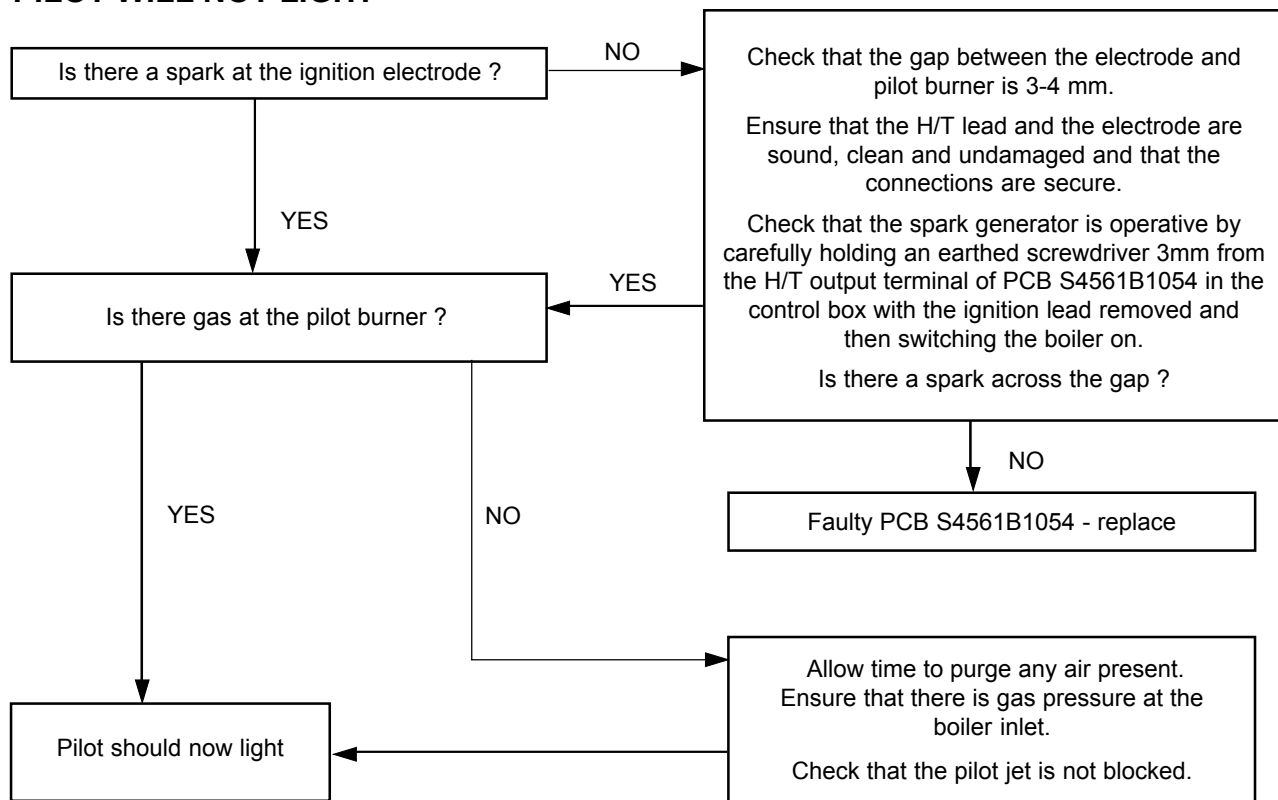 PILOT WILL NOT LIGHT
Is there a spark at the ignition electrode ?
NO
Check that the gap between the electrode and
pilot burner is 3-4 mm.
Ensure that the H/T lead and the electrode are
sound, clean and undamaged and that the
connections are secure.
Check that the spark generator is operative by
carefully holding an earthed screwdriver 3mm from
the H/T output terminal of PCB S4561B1054 in the
control box with the ignition lead removed and
then switching the boiler on.
Is there a spark across the gap ?
YES
YES
Is there gas at the pilot burner ?
NO
Faulty PCB S4561B1054 - replace
YES
NO
Allow time to purge any air present.
Ensure that there is gas pressure at the
boiler inlet.
Check that the pilot jet is not blocked.
Pilot should now light